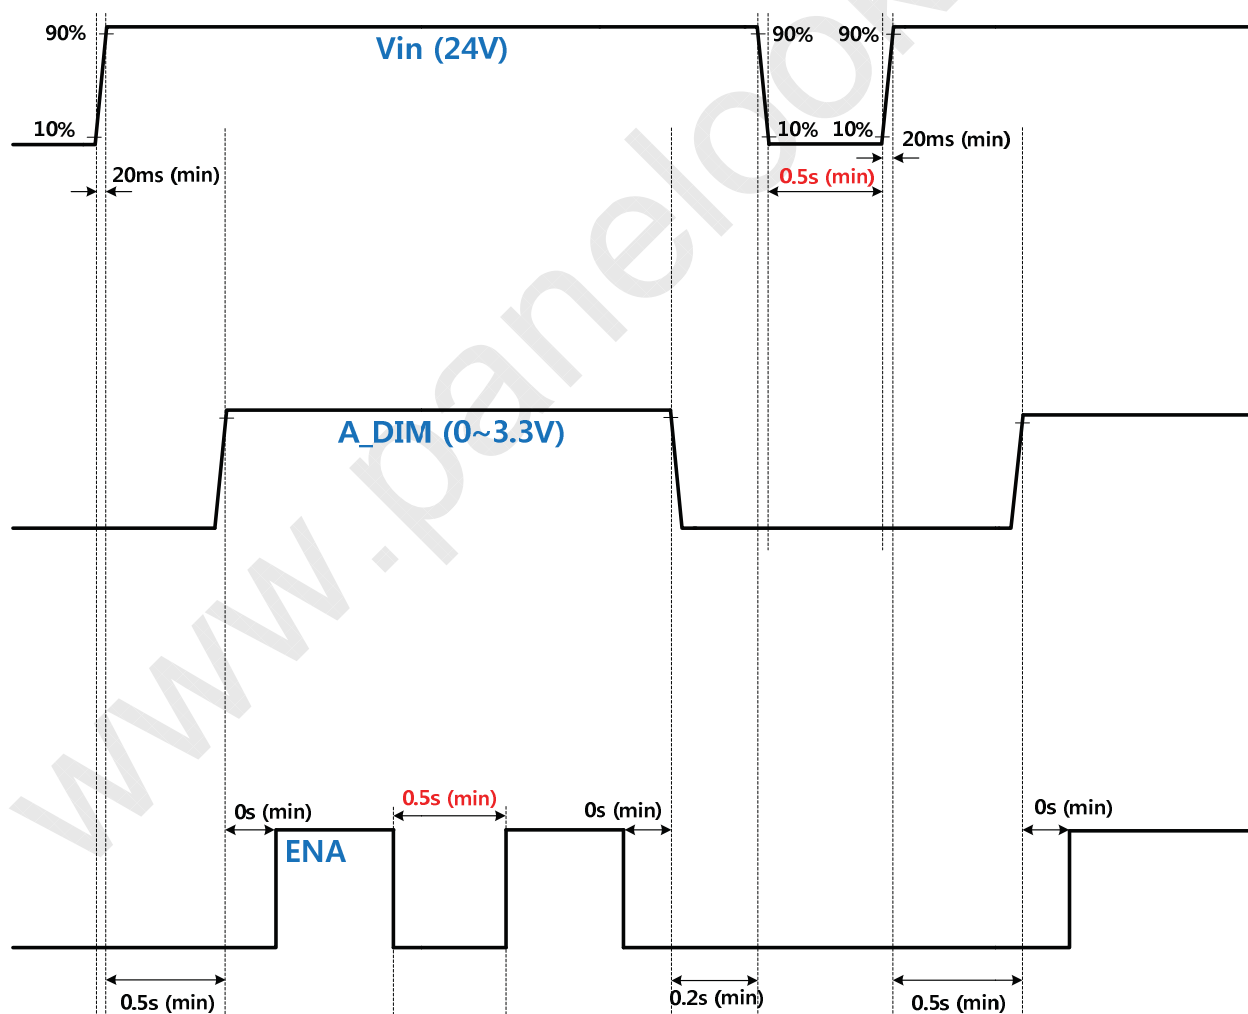 90%
Vin (24V)
90%
90%
10%
10%
10%
20ms (min)
20ms (min)
0.5s (min)
A_DIM (0~3.3V)
0s (min)
0.5s (min)
0s (min)
0s (min)
ENA
0.5s (min)
0.2s (min)
0.5s (min)
www.panelook